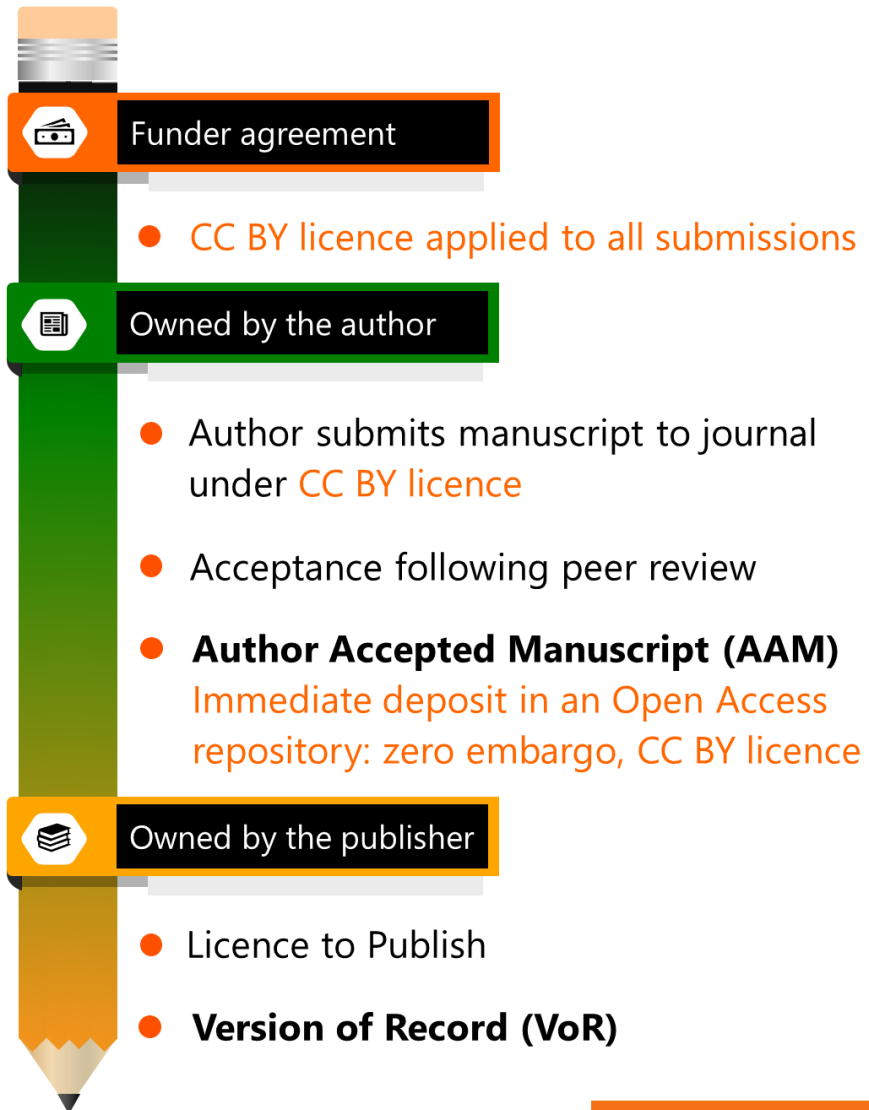 Funder agreement
CC BY licence applied to all submissions
Owned by the author
Author submits manuscript to journal
under CC BY licence
Acceptance following peer review
Author Accepted Manuscript (AAM)
Immediate deposit in an Open Access
repository: zero embargo, CC BY licence
Owned by the publisher
Licence to Publish
Version of Record (VoR)